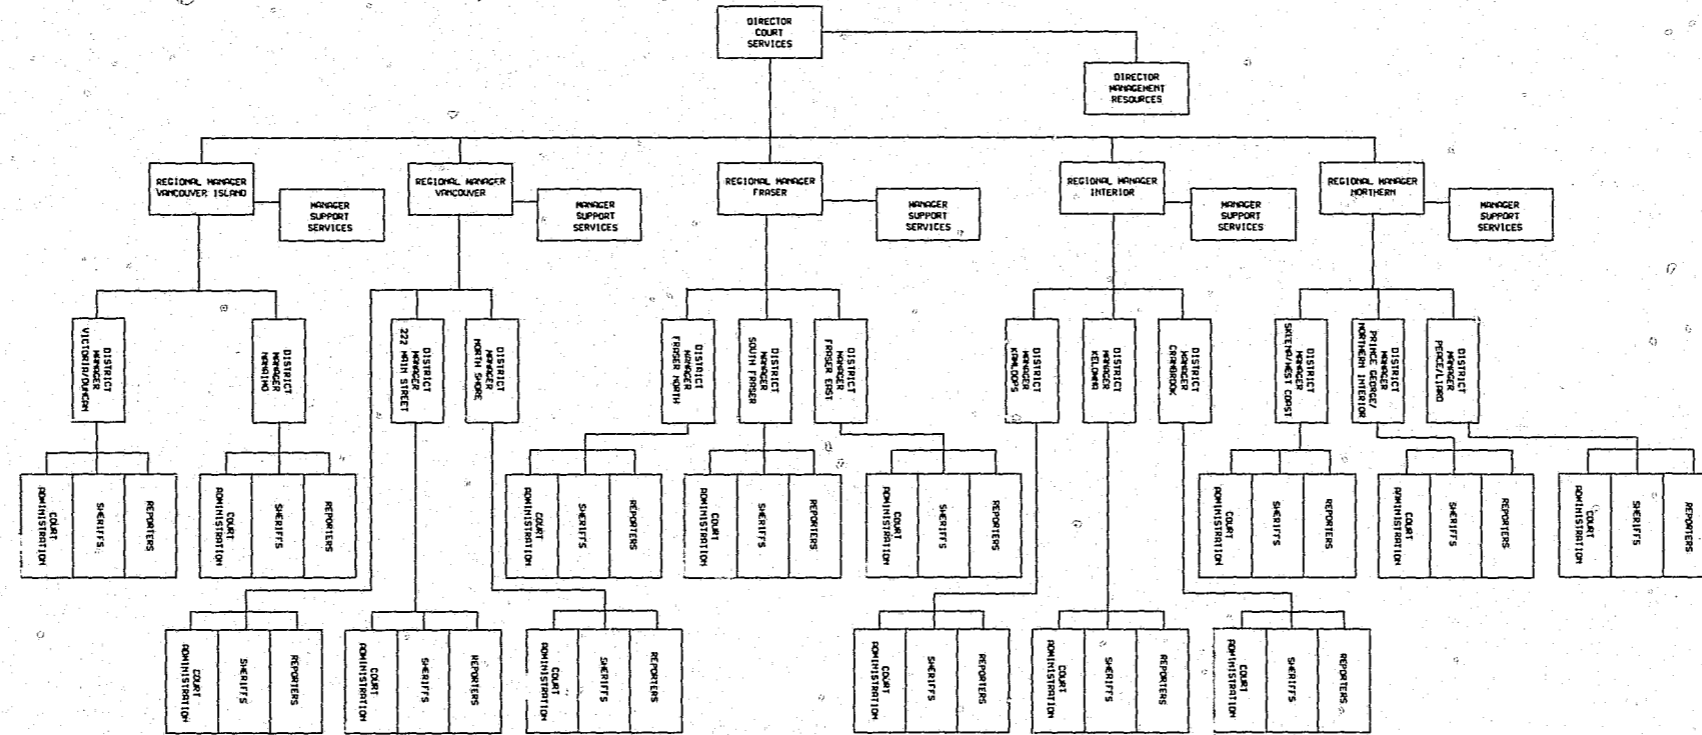 DIRECTOR
COURT
SERVICES
DIRECTOR
MANAGEMENT
RESOURCES
REGIONAL MANAGER
VANCOUVER ISLAND
MANAGER
SUPPORT
SERVICES
REGIONAL MANAGER
VANCOUVER
MANAGER
SUPPORT
SERVICES
REGIONAL MANAGER
FRASER
MANAGER
SUPPORT
SERVICES
REGIONAL MANAGER
INTERIOR
MANAGER
SUPPORT
SERVICES
REGIONAL MANAGER
NORTHERN
MANAGER
SUPPORT
SERVICES
DISTRICT
MANAGER
VICTORIA/DUNCAN
DISTRICT
MANAGER
NANAIMO
DISTRICT
MANAGER
222 MAIN STREET
DISTRICT
MANAGER
NORTH SHORE
DISTRICT
MANAGER
FRASER NORTH
DISTRICT
MANAGER
SOUTH FRASER
DISTRICT
MANAGER
FRASER EAST
DISTRICT
MANAGER
KAMLOOPS
DISTRICT
MANAGER
KELOWNA
DISTRICT
MANAGER
CRANBROOK
DISTRICT
MANAGER
SKEENA/WEST COAST
DISTRICT
MANAGER
PRINCE GEORGE/
NORTHERN INTERIOR
DISTRICT
MANAGER
PEACE/LIARD
COURT
ADMINISTRATION
SHERIFFS
REPORTERS
COURT
ADMINISTRATION
SHERIFFS
REPORTERS
COURT
ADMINISTRATION
SHERIFFS
REPORTERS
COURT
ADMINISTRATION
SHERIFFS
REPORTERS
COURT
ADMINISTRATION
SHERIFFS
REPORTERS
COURT
ADMINISTRATION
SHERIFFS
REPORTERS
COURT
ADMINISTRATION
SHERIFFS
REPORTERS
COURT
ADMINISTRATION
SHERIFFS
REPORTERS
COURT
ADMINISTRATION
SHERIFFS
REPORTERS
COURT
ADMINISTRATION
SHERIFFS
REPORTERS
COURT
ADMINISTRATION
SHERIFFS
REPORTERS
COURT
ADMINISTRATION
SHERIFFS
REPORTERS
COURT
ADMINISTRATION
SHERIFFS
REPORTERS
COURT
ADMINISTRATION
SHERIFFS
REPORTERS